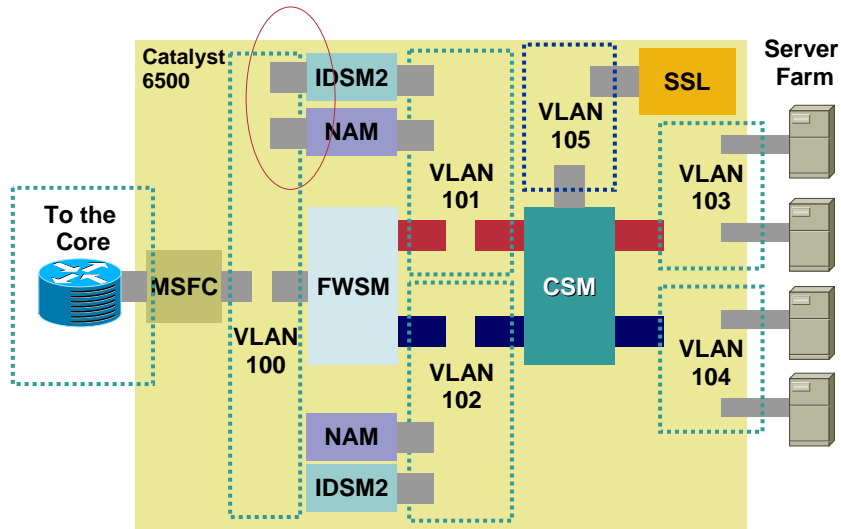 Catalyst
6500
IDSM2
NAM
VLAN
101
VLAN
105
SSL
Server
Farm
VLAN
103
To the
Core
MSFC
VLAN
100
FWSM
CSM
VLAN
102
VLAN
104
NAM
IDSM2